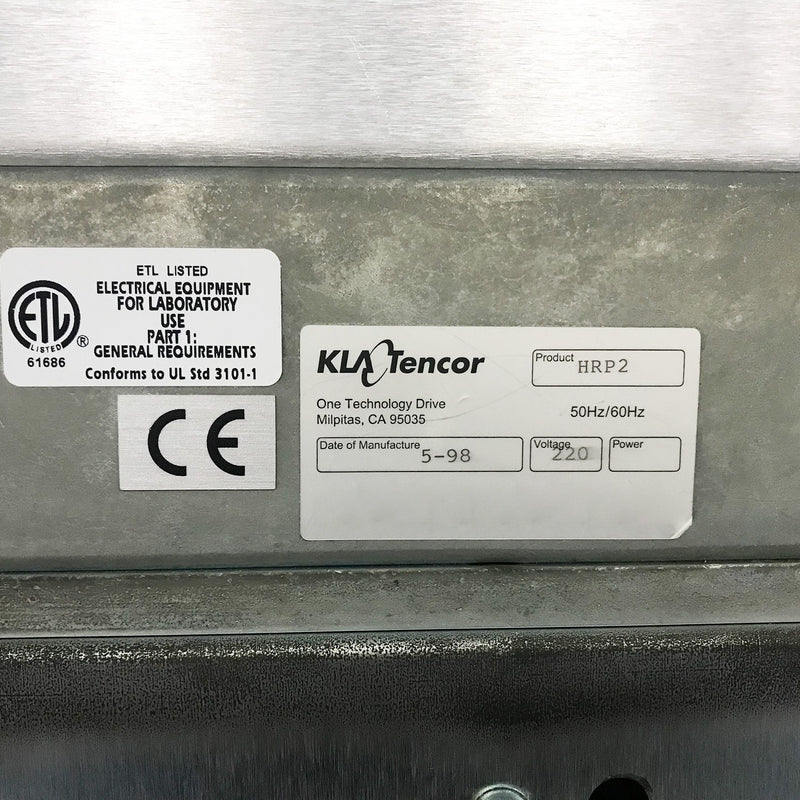 ETL LISTED
ELECTRICAL EQUIPMENT
FOR LABORATORY
USE
PART 1:
GENERAL REQUIREMENTS
Conforms to UL Std 3101-1
ETL
LISTED
®
61686
CE
KLA Tencor
One Technology Drive
Milpitas, CA 95035
Product HRP2
50Hz/60Hz
Date of Manufacture 5-98
Voltage 220
Power